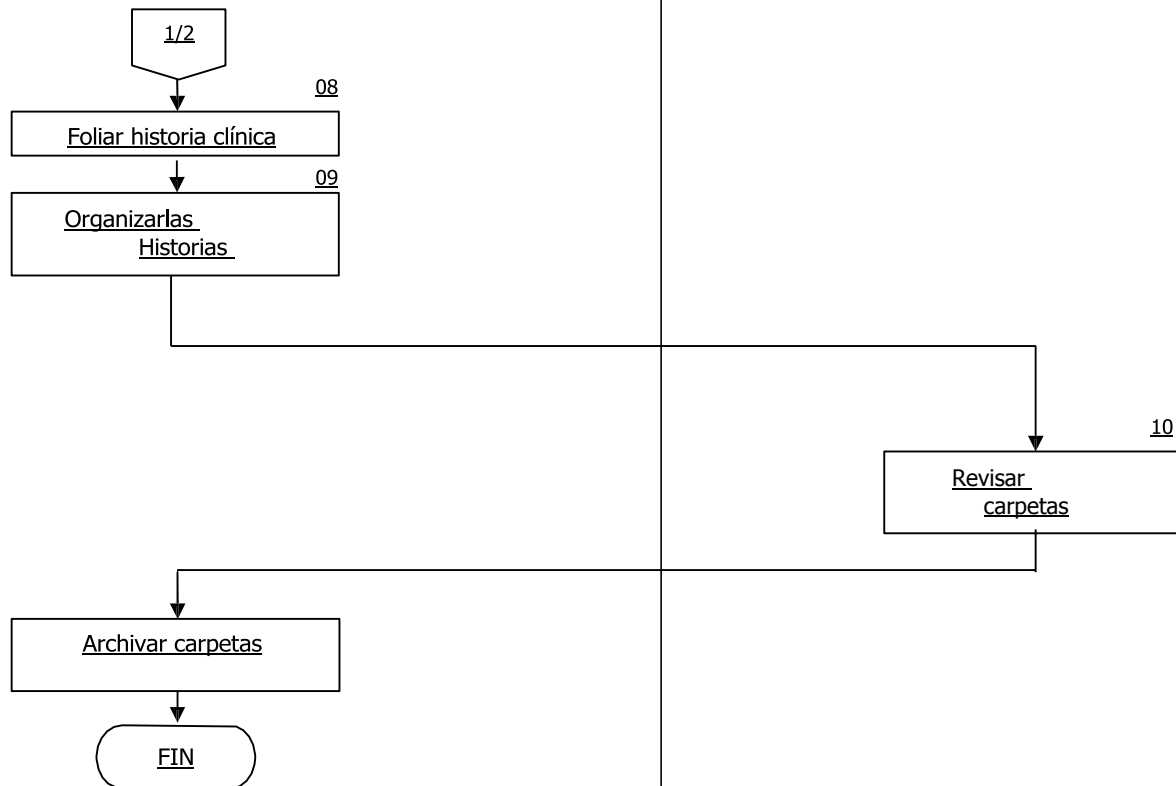 1/2
08
Foliar historia clínica
09
Organizarlas
Historias
10
Revisar
carpetas
Archivar carpetas
FIN